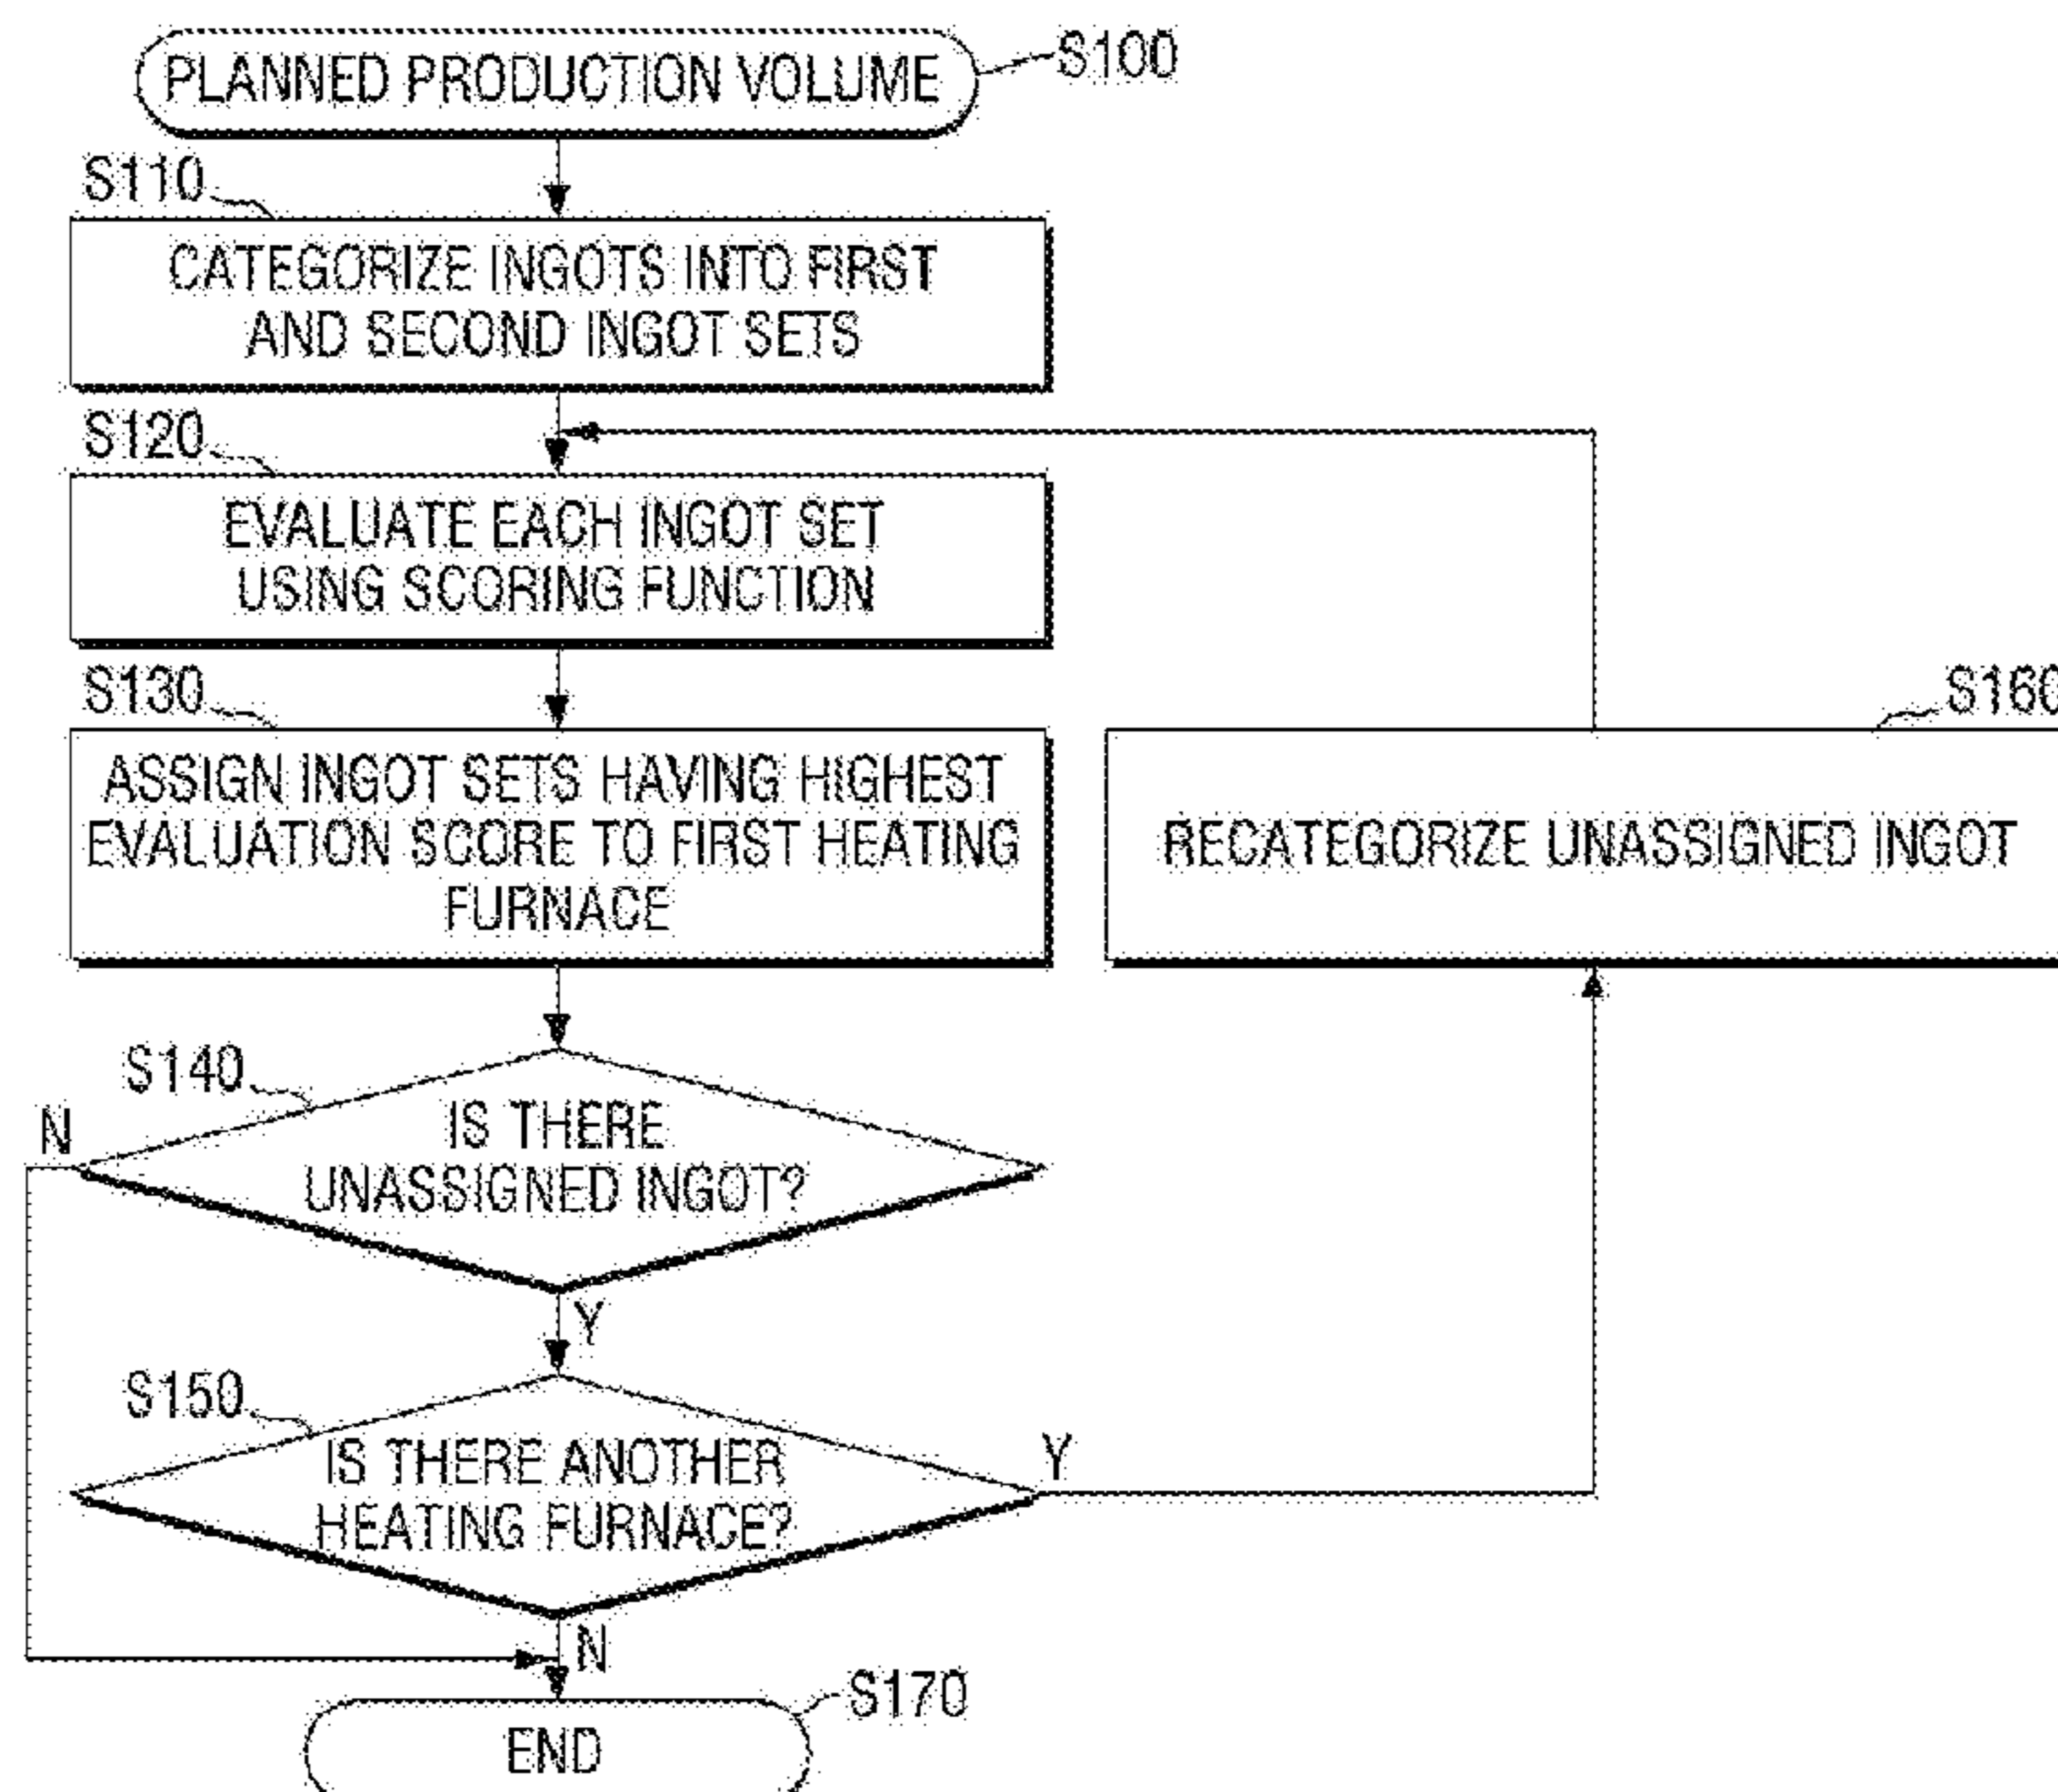 PLANNED PRODUCTION VOLUME
S100
S110
CATEGORIZE INGOTS INTO FIRST
AND SECOND INGOT SETS
S120
EVALUATE EACH INGOT SET
USING SCORING FUNCTION
S130
ASSIGN INGOT SETS HAVING HIGHEST
EVALUATION SCORE TO FIRST HEATING
FURNACE
S160
RECATEGORIZE UNASSIGNED INGOT
S140
N
IS THERE
UNASSIGNED INGOT?
Y
S150
IS THERE ANOTHER
HEATING FURNACE?
Y
N
S170
END